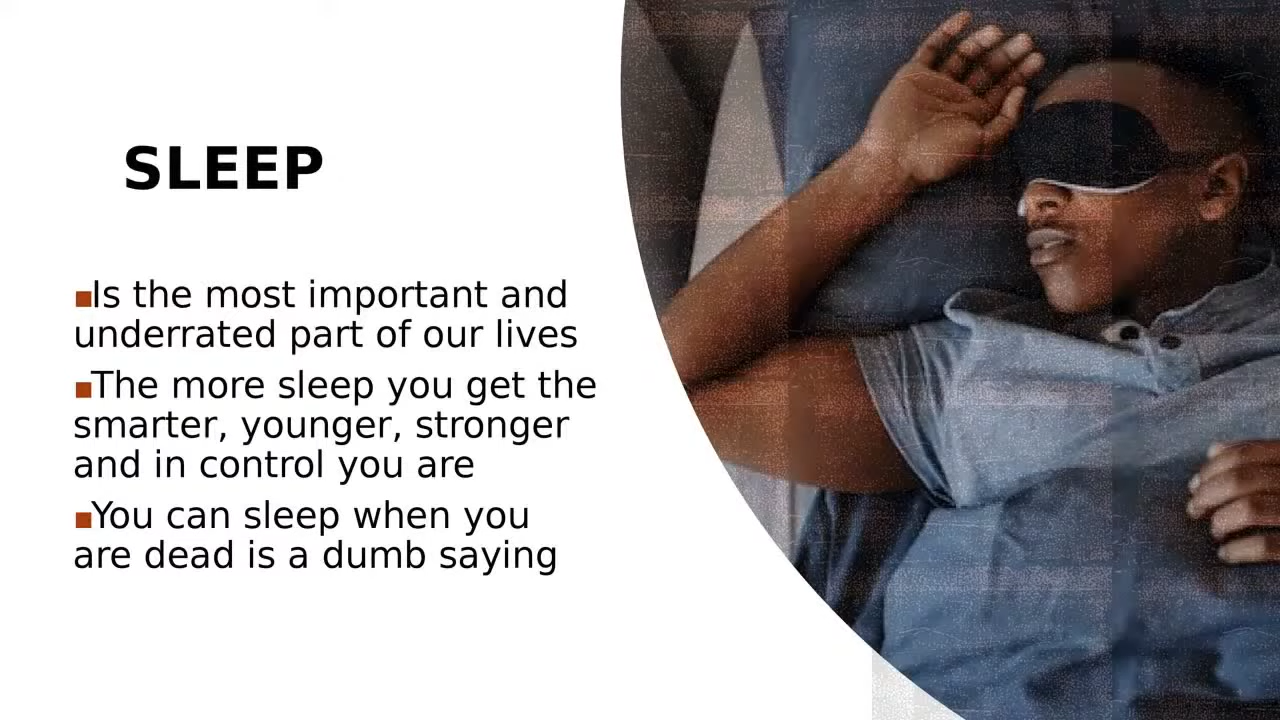 SLEEP
▪Is the most important and
underrated part of our lives
▪The more sleep you get the
smarter, younger, stronger
and in control you are
▪You can sleep when you
are dead is a dumb saying